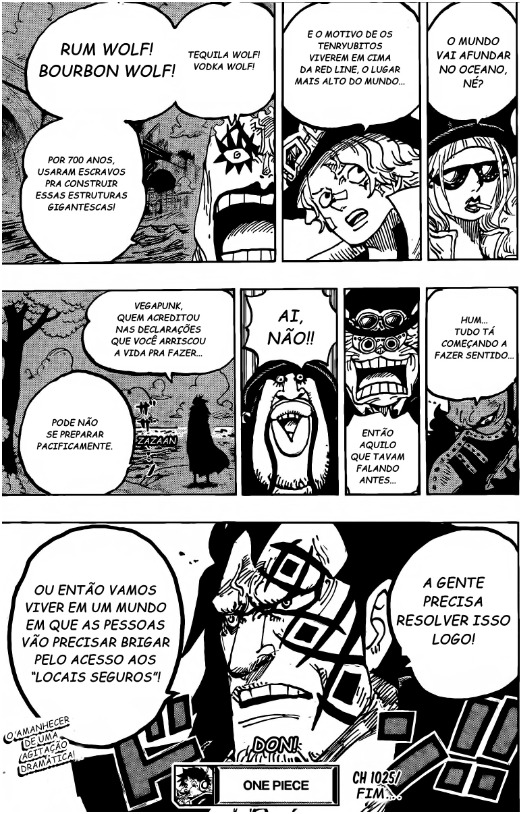 O MUNDO
VAI AFUNDAR
NO OCEANO,
NÉ?
E O MOTIVO DE OS
TENRYUBITOS
VIVEREM EM CIMA
DA RED LINE, O LUGAR
MAIS ALTO DO MUNDO...
TEQUILA WOLF!
VODKA WOLF!
RUM WOLF!
BOURBON WOLF!
POR 700 ANOS,
USARAM ESCRAVOS
PRA CONSTRUIR
ESSAS ESTRUTURAS
GIGANTESCAS!
HUM...
TUDO TÁ
COMEÇANDO A
FAZER SENTIDO...
ENTÃO
AQUILO
QUE TAVAM
FALANDO
ANTES...
AI,
NÃO!!
VEGAPUNK,
QUEM ACREDITOU
NAS DECLARAÇÕES
QUE VOCÊ ARRISCOU
A VIDA PRA FAZER...
ZAZAAN
PODE NÃO
SE PREPARAR
PACIFICAMENTE.
A GENTE
PRECISA
RESOLVER ISSO
LOGO!
OU ENTÃO VAMOS
VIVER EM UM MUNDO
EM QUE AS PESSOAS
VÃO PRECISAR BRIGAR
PELO ACESSO AOS
"LOCAIS SEGUROS"!
ドン!!
DON!
O AMANHECER
DE UMA
AGITAÇÃO
DRAMÁTICA!
ONE PIECE
CH 1025/
FIM...